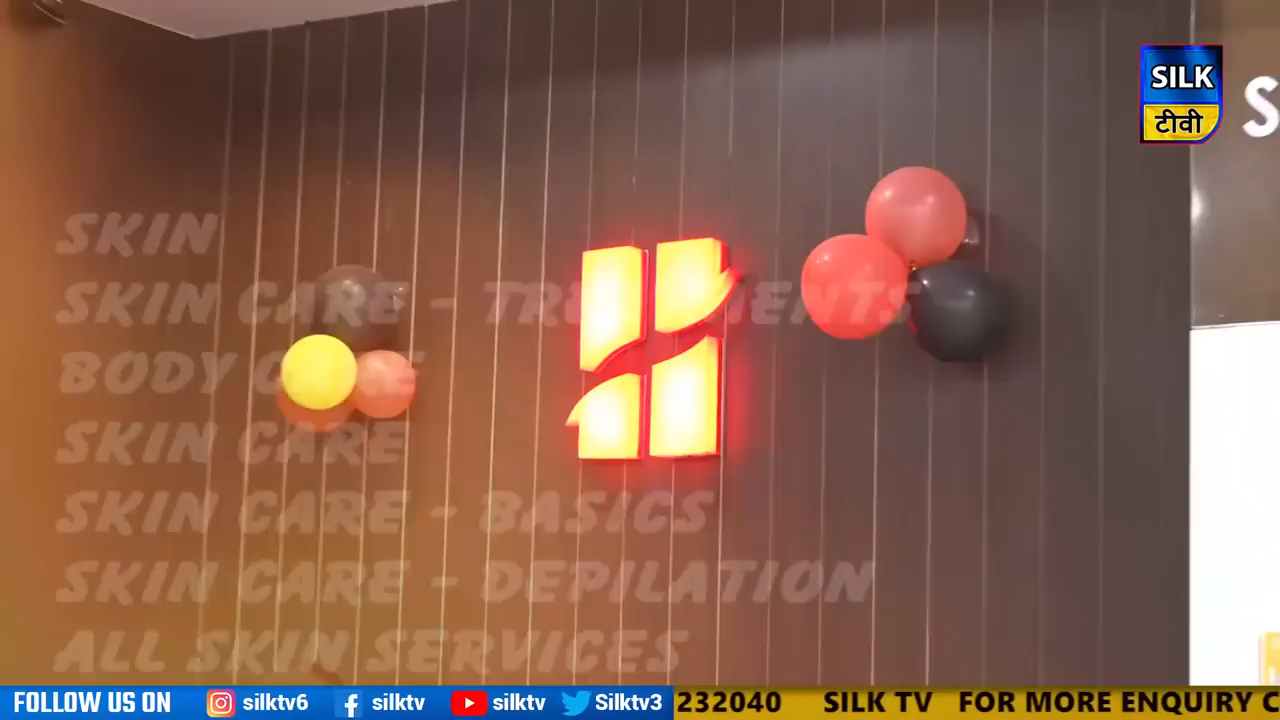 SILK
टीवी
S
SKIN
SKIN CARE - TREATMENTS
BODY CARE
SKIN CARE
SKIN CARE - BASICS
SKIN CARE - DEPILATION
ALL SKIN SERVICES
FOLLOW US ON silktv6 silktv silktv Silktv3 232040 SILK TV FOR MORE ENQUIRY C